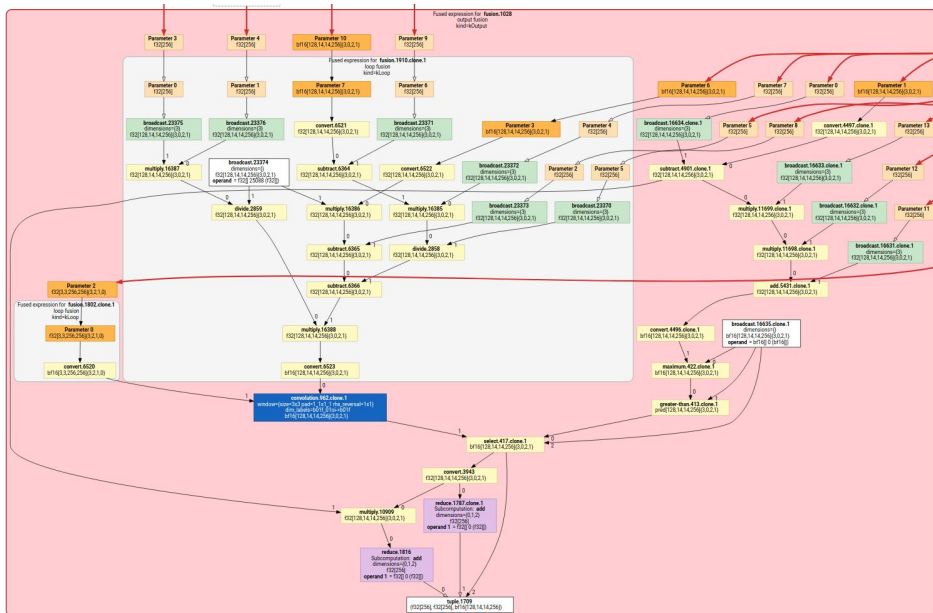 Fused expression for fusion.1028
output fusion
kind=kOutput
Parameter 3
f32[256]
Parameter 4
f32[256]
Parameter 10
bf16[128,14,14,256]{3,0,2,1}
Parameter 9
f32[256]
Fused expression for fusion.1910.clone.1
loop fusion
kind=kLoop
Parameter 0
f32[256]
Parameter 1
f32[256]
Parameter 7
bf16[128,14,14,256]{3,0,2,1}
Parameter 6
f32[256]
Parameter 6
bf16[128,14,14,256]{3,0,2,1}
Parameter 7
f32[256]
Parameter 0
f32[256]
Parameter 1
bf16[128,14,14,256]{3,0,2,1}
broadcast.23375
dimensions={3}
f32[128,14,14,256]{3,0,2,1}
broadcast.23376
dimensions={3}
f32[128,14,14,256]{3,0,2,1}
convert.6521
f32[128,14,14,256]{3,0,2,1}
broadcast.23371
dimensions={3}
f32[128,14,14,256]{3,0,2,1}
Parameter 3
bf16[128,14,14,256]{3,0,2,1}
Parameter 4
f32[256]
broadcast.16634.clone.1
dimensions={3}
f32[128,14,14,256]{3,0,2,1}
Parameter 5
f32[256]
Parameter 8
f32[256]
convert.4497.clone.1
f32[128,14,14,256]{3,0,2,1}
Parameter 13
f32[256]
multiply.16387
f32[128,14,14,256]{3,0,2,1}
broadcast.23374
dimensions={}
f32[128,14,14,256]{3,0,2,1}
operand = f32[] 25088 (f32[])
subtract.6364
f32[128,14,14,256]{3,0,2,1}
convert.6522
f32[128,14,14,256]{3,0,2,1}
broadcast.23372
dimensions={3}
f32[128,14,14,256]{3,0,2,1}
Parameter 2
f32[256]
Parameter 5
f32[256]
subtract.4901.clone.1
f32[128,14,14,256]{3,0,2,1}
broadcast.16633.clone.1
dimensions={3}
f32[128,14,14,256]{3,0,2,1}
Parameter 12
f32[256]
divide.2859
f32[128,14,14,256]{3,0,2,1}
multiply.16386
f32[128,14,14,256]{3,0,2,1}
multiply.16385
f32[128,14,14,256]{3,0,2,1}
broadcast.23373
dimensions={3}
f32[128,14,14,256]{3,0,2,1}
broadcast.23370
dimensions={3}
f32[128,14,14,256]{3,0,2,1}
multiply.11699.clone.1
f32[128,14,14,256]{3,0,2,1}
broadcast.16632.clone.1
dimensions={3}
f32[128,14,14,256]{3,0,2,1}
Parameter 11
f32[256]
subtract.6365
f32[128,14,14,256]{3,0,2,1}
divide.2858
f32[128,14,14,256]{3,0,2,1}
multiply.11698.clone.1
f32[128,14,14,256]{3,0,2,1}
broadcast.16631.clone.1
dimensions={3}
f32[128,14,14,256]{3,0,2,1}
Parameter 2
f32[3,3,256,256]{3,2,1,0}
subtract.6366
f32[128,14,14,256]{3,0,2,1}
add.5431.clone.1
f32[128,14,14,256]{3,0,2,1}
Fused expression for fusion.1802.clone.1
loop fusion
kind=kLoop
Parameter 0
f32[3,3,256,256]{3,2,1,0}
multiply.16388
f32[128,14,14,256]{3,0,2,1}
convert.4496.clone.1
bf16[128,14,14,256]{3,0,2,1}
broadcast.16635.clone.1
dimensions={}
bf16[128,14,14,256]{3,0,2,1}
operand = bf16[] 0 (bf16[])
convert.6520
bf16[3,3,256,256]{3,2,1,0}
convert.6523
bf16[128,14,14,256]{3,0,2,1}
maximum.422.clone.1
bf16[128,14,14,256]{3,0,2,1}
convolution.962.clone.1
window={size=3x3 pad=1_1x1_1 rhs_reversal=1x1}
dim_labels=b01f_01oi->b01f
bf16[128,14,14,256]{3,0,2,1}
greater-than.413.clone.1
pred[128,14,14,256]{3,0,2,1}
select.417.clone.1
bf16[128,14,14,256]{3,0,2,1}
convert.3943
f32[128,14,14,256]{3,0,2,1}
multiply.10909
f32[128,14,14,256]{3,0,2,1}
reduce.1787.clone.1
Subcomputation: add
dimensions={0,1,2}
f32[256]
operand 1 = f32[] 0 (f32[])
reduce.1816
Subcomputation: add
dimensions={0,1,2}
f32[256]
operand 1 = f32[] 0 (f32[])
tuple.1709
(f32[256], f32[256], bf16[128,14,14,256])